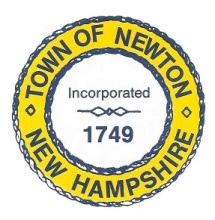 TOWN OF NEWTON
Incorporated
1749
NEW HAMPSHIRE